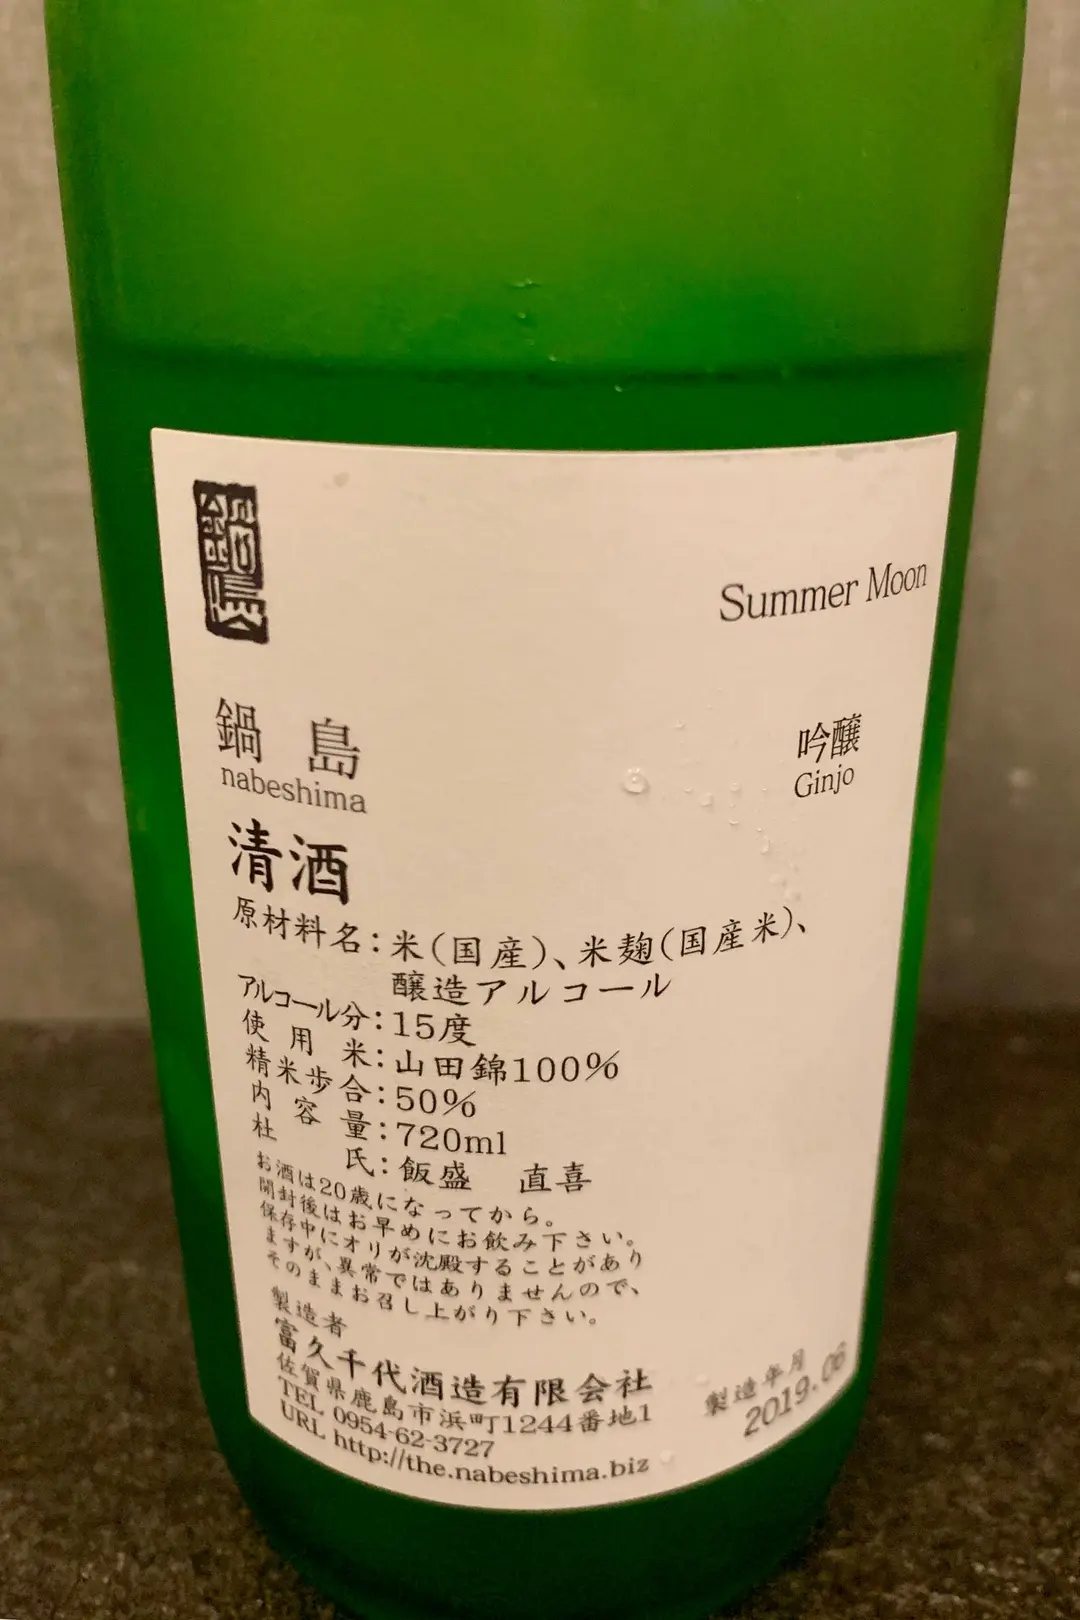 鍋島
Summer Moon
鍋島
nabeshima
吟醸
Ginjo
清酒
原材料名:米(国産)、米麹(国産米)、
醸造アルコール
アルコール分:15度
使用米:山田錦100%
精米歩合:50%
内容量:720ml
杜氏:飯盛 直喜
お酒は20歳になってから。
開封後はお早めにお飲み下さい。
保存中にオリが沈殿することがあり
ますが、異常ではありませんので、
そのままお召し上がり下さい。
製造者
富久千代酒造有限会社
佐賀県鹿島市浜町1244番地1
TEL 0954-62-3727
URL http://the.nabeshima.biz
製造年月
2019.06